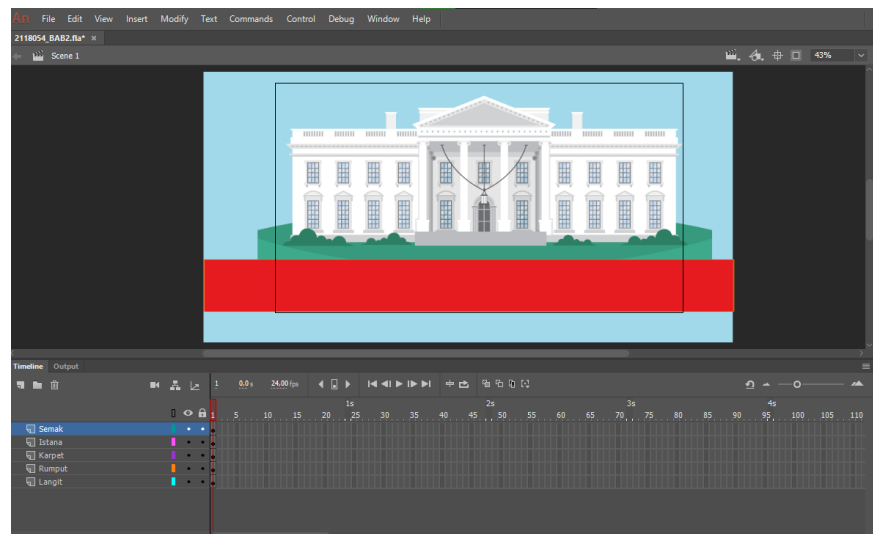 An File Edit View Insert Modify Text Commands Control Debug Window Help
2118054_BAB2.fla* ×
Scene 1 43%
Timeline Output
1 0.0 s 24.00 fps
1s 2s 3s 4s
1 5 10 15 20 25 30 35 40 45 50 55 60 65 70 75 80 85 90 95 100 105 110
Semak
Istana
Karpet
Rumput
Langit